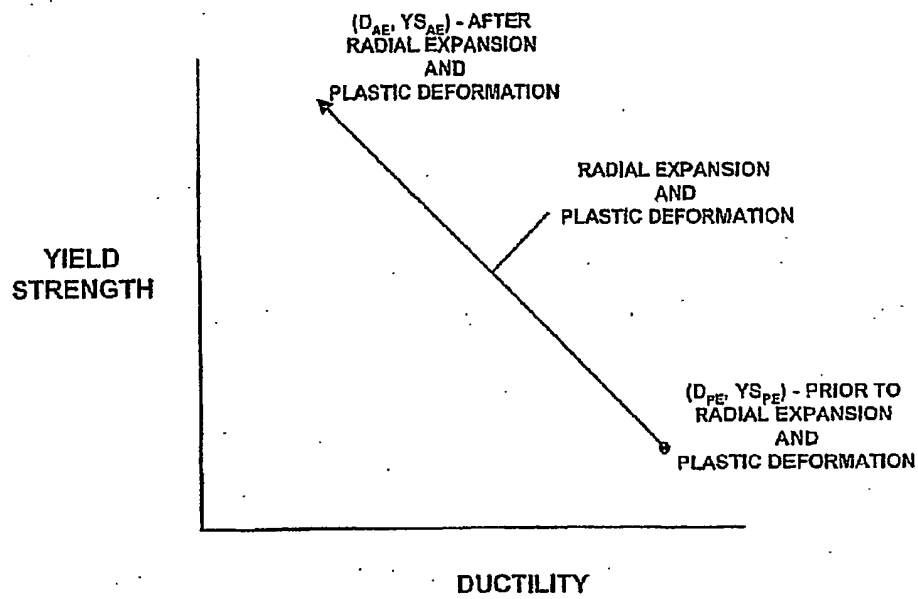 (D_AE, YS_AE) - AFTER
RADIAL EXPANSION
AND
PLASTIC DEFORMATION
RADIAL EXPANSION
AND
PLASTIC DEFORMATION
YIELD
STRENGTH
(D_PE, YS_PE) - PRIOR TO
RADIAL EXPANSION
AND
PLASTIC DEFORMATION
DUCTILITY